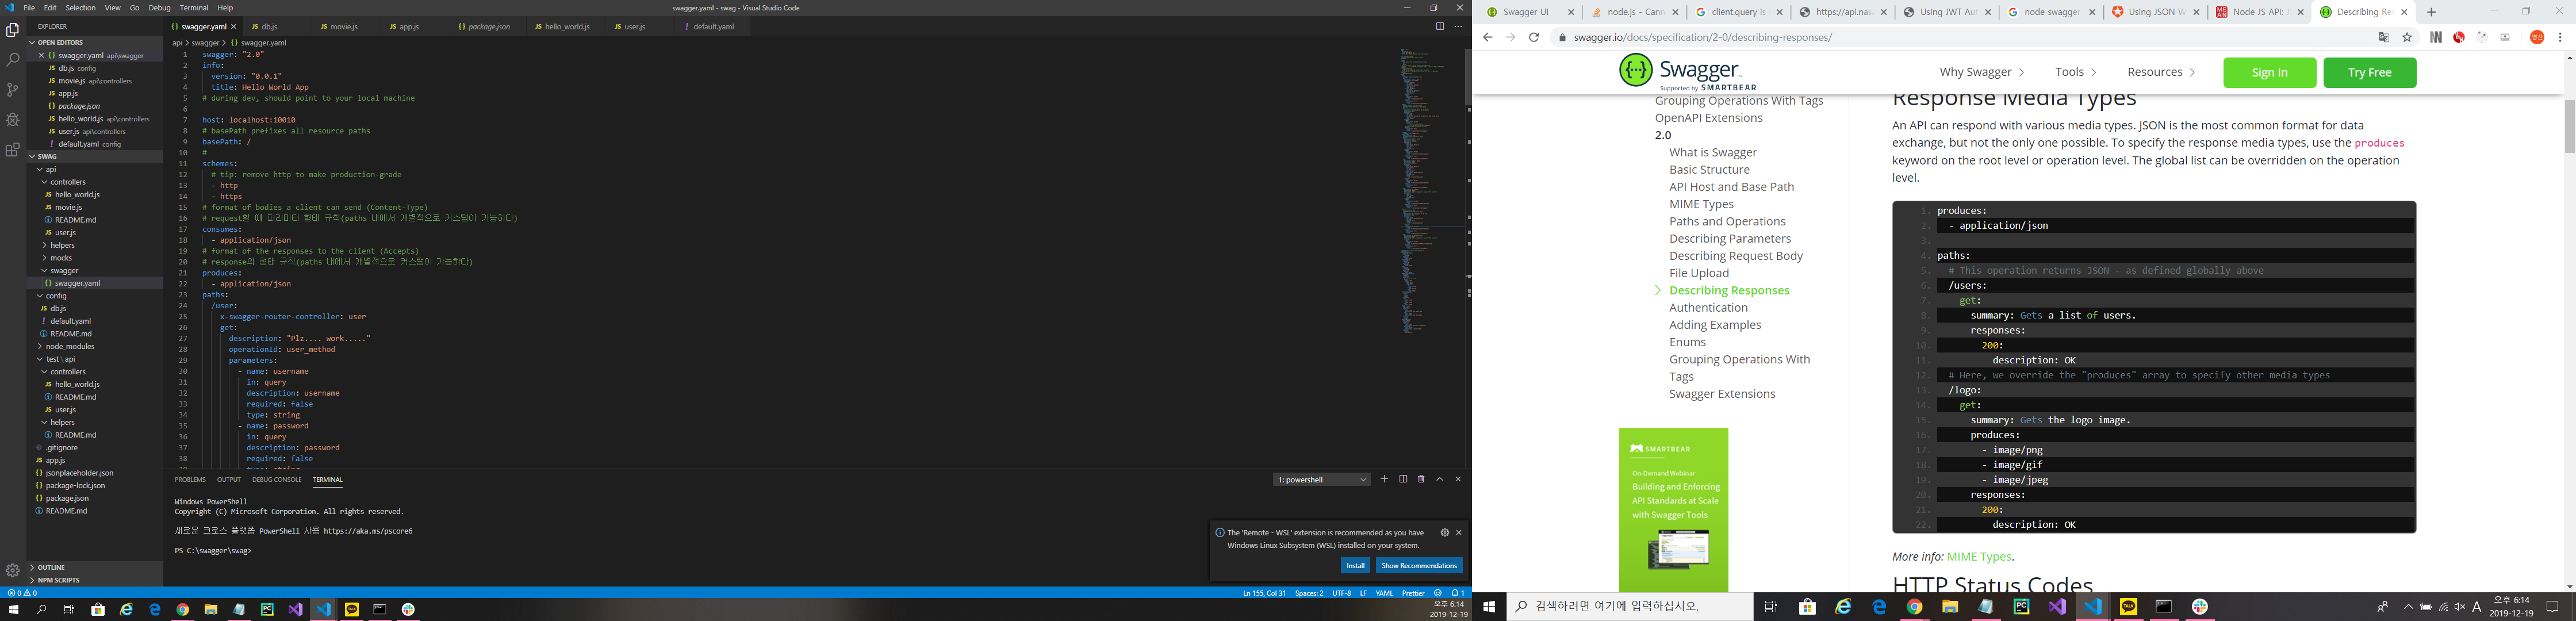 File Edit Selection View Go Debug Terminal Help
swagger.yaml - swag - Visual Studio Code
EXPLORER
OPEN EDITORS
swagger.yaml api\swagger
db.js config
movie.js api\controllers
app.js
package.json
hello_world.js api\controllers
user.js api\controllers
default.yaml config
SWAG
api
controllers
hello_world.js
movie.js
README.md
user.js
helpers
mocks
swagger
swagger.yaml
config
db.js
default.yaml
README.md
node_modules
test \ api
controllers
hello_world.js
README.md
user.js
helpers
README.md
.gitignore
app.js
jsonplaceholder.json
package-lock.json
package.json
README.md
OUTLINE
NPM SCRIPTS
swagger.yaml db.js movie.js app.js package.json hello_world.js user.js default.yaml
api > swagger > swagger.yaml
1 swagger: "2.0"
2 info:
3 version: "0.0.1"
4 title: Hello World App
5 # during dev, should point to your local machine
6
7 host: localhost:10010
8 # basePath prefixes all resource paths
9 basePath: /
10 #
11 schemes:
12 # tip: remove http to make production-grade
13 - http
14 - https
15 # format of bodies a client can send (Content-Type)
16 # request할 때 파라미터 형태 규칙(paths 내에서 개별적으로 커스텀이 가능하다)
17 consumes:
18 - application/json
19 # format of the responses to the client (Accepts)
20 # response의 형태 규칙(paths 내에서 개별적으로 커스텀이 가능하다)
21 produces:
22 - application/json
23 paths:
24 /user:
25 x-swagger-router-controller: user
26 get:
27 description: "Plz.... work....."
28 operationId: user_method
29 parameters:
30 - name: username
31 in: query
32 description: username
33 required: false
34 type: string
35 - name: password
36 in: query
37 description: password
38 required: false
PROBLEMS OUTPUT DEBUG CONSOLE TERMINAL
1: powershell
Windows PowerShell
Copyright (C) Microsoft Corporation. All rights reserved.
새로운 크로스 플랫폼 PowerShell 사용 https://aka.ms/pscore6
PS C:\swagger\swag>
The 'Remote - WSL' extension is recommended as you have
Windows Linux Subsystem (WSL) installed on your system.
Install Show Recommendations
0 0
Ln 155, Col 31 Spaces: 2 UTF-8 LF YAML Prettier 1
오후 6:14
2019-12-19
Swagger UI
node.js - Cann
client.query is
https://api.nas
Using JWT Aut
node swagger
Using JSON W
Node JS API: J
Describing Res
swagger.io/docs/specification/2-0/describing-responses/
Swagger
Supported by SMARTBEAR
Why Swagger
Tools
Resources
Sign In
Try Free
Grouping Operations With Tags
OpenAPI Extensions
2.0
What is Swagger
Basic Structure
API Host and Base Path
MIME Types
Paths and Operations
Describing Parameters
Describing Request Body
File Upload
Describing Responses
Authentication
Adding Examples
Enums
Grouping Operations With
Tags
Swagger Extensions
SMARTBEAR
On-Demand Webinar
Building and Enforcing
API Standards at Scale
with Swagger Tools
Response Media Types
An API can respond with various media types. JSON is the most common format for data
exchange, but not the only one possible. To specify the response media types, use the produces
keyword on the root level or operation level. The global list can be overridden on the operation
level.
1. produces:
2. - application/json
3.
4. paths:
5. # This operation returns JSON - as defined globally above
6. /users:
7. get:
8. summary: Gets a list of users.
9. responses:
10. 200:
11. description: OK
12. # Here, we override the "produces" array to specify other media types
13. /logo:
14. get:
15. summary: Gets the logo image.
16. produces:
17. - image/png
18. - image/gif
19. - image/jpeg
20. responses:
21. 200:
22. description: OK
More info: MIME Types.
HTTP Status Codes
검색하려면 여기에 입력하십시오.
A
오후 6:14
2019-12-19